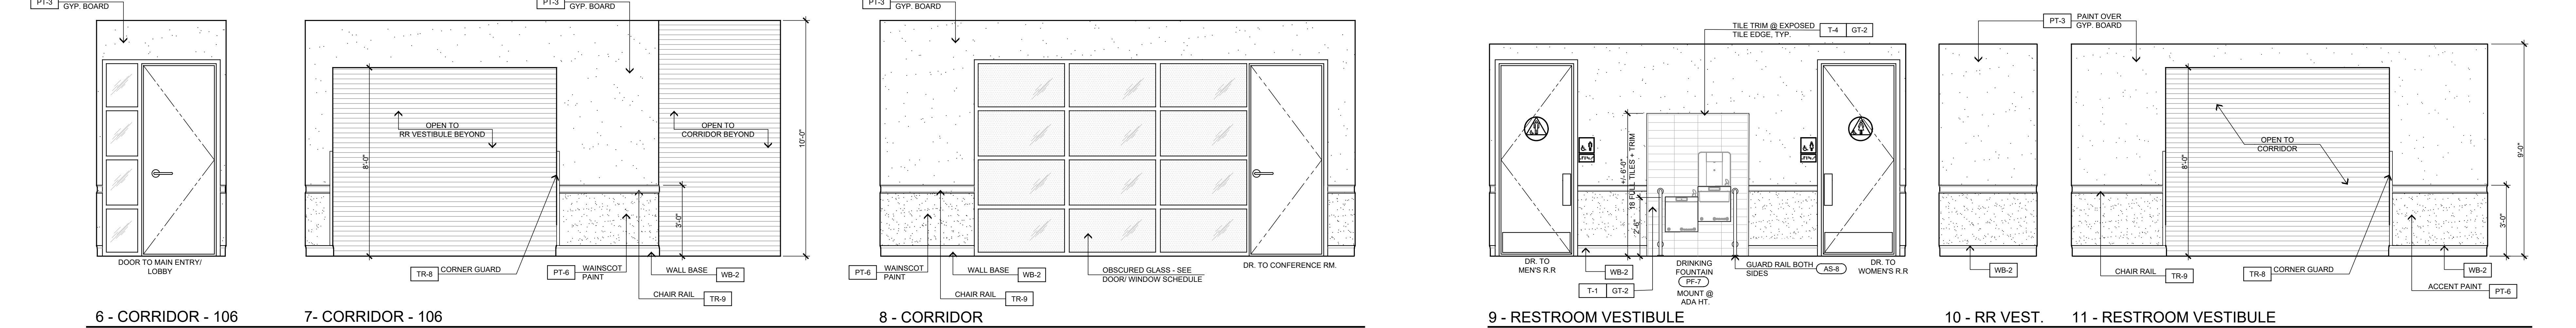 PT-3
GYP. BOARD
DOOR TO MAIN ENTRY/
LOBBY
6 - CORRIDOR - 106
PT-3
GYP. BOARD
8'-0"
OPEN TO
RR VESTIBULE BEYOND
OPEN TO
CORRIDOR BEYOND
10'-0"
3'-0"
TR-8
CORNER GUARD
PT-6
WAINSCOT
PAINT
WALL BASE
WB-2
CHAIR RAIL
TR-9
7- CORRIDOR - 106
PT-3
GYP. BOARD
PT-6
WAINSCOT
PAINT
WALL BASE
WB-2
CHAIR RAIL
TR-9
OBSCURED GLASS - SEE
DOOR/ WINDOW SCHEDULE
DR. TO CONFERENCE RM.
8 - CORRIDOR
TILE TRIM @ EXPOSED
TILE EDGE, TYP.
T-4
GT-2
+/- 6'-0"
18 FULL TILES + TRIM
2'-6"
DR. TO
MEN'S R.R
WB-2
T-1
GT-2
DRINKING
FOUNTAIN
PF-7
MOUNT @
ADA HT.
GUARD RAIL BOTH
SIDES
AS-8
DR. TO
WOMEN'S R.R
9 - RESTROOM VESTIBULE
PT-3
PAINT OVER
GYP. BOARD
WB-2
10 - RR VEST.
8'-0"
OPEN TO
CORRIDOR
9'-0"
3'-0"
CHAIR RAIL
TR-9
TR-8
CORNER GUARD
WB-2
ACCENT PAINT
PT-6
11 - RESTROOM VESTIBULE